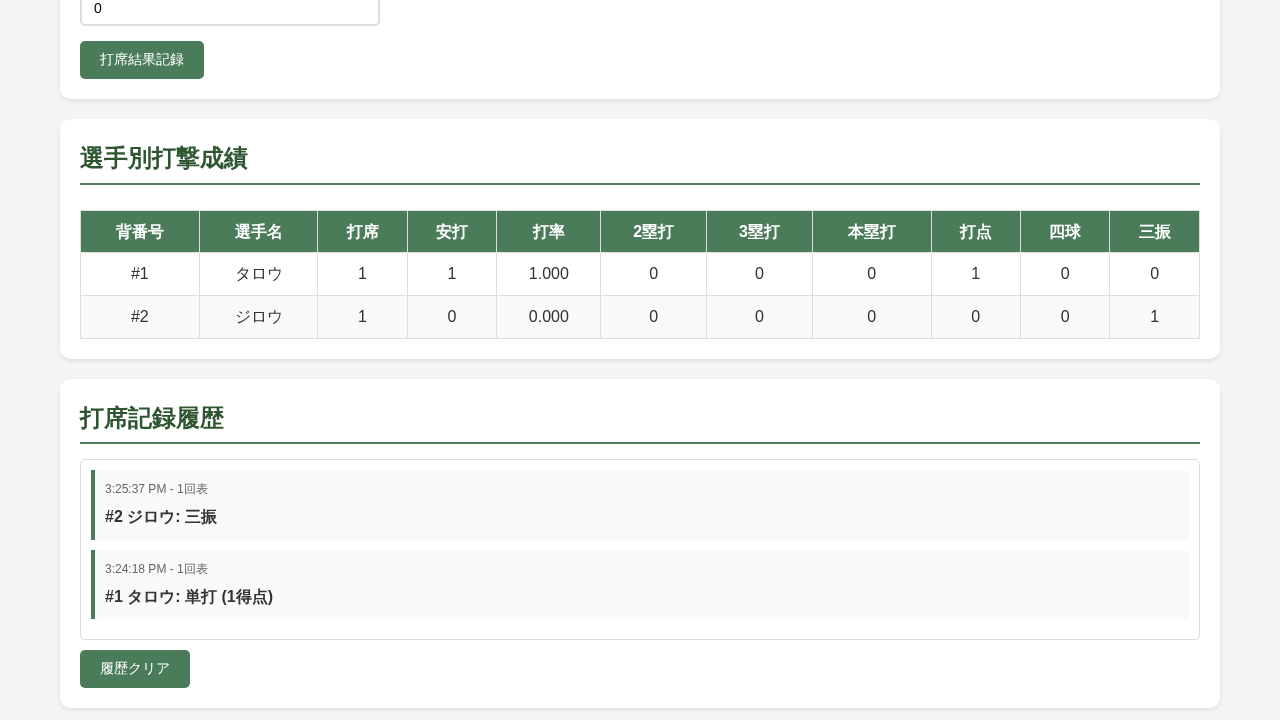 0
打席結果記録
選手別打撃成績
背番号 選手名 打席 安打 打率 2塁打 3塁打 本塁打 打点 四球 三振
#1 タロウ 1 1 1.000 0 0 0 1 0 0
#2 ジロウ 1 0 0.000 0 0 0 0 0 1
打席記録履歴
3:25:37 PM - 1回表
#2 ジロウ: 三振
3:24:18 PM - 1回表
#1 タロウ: 単打 (1得点)
履歴クリア